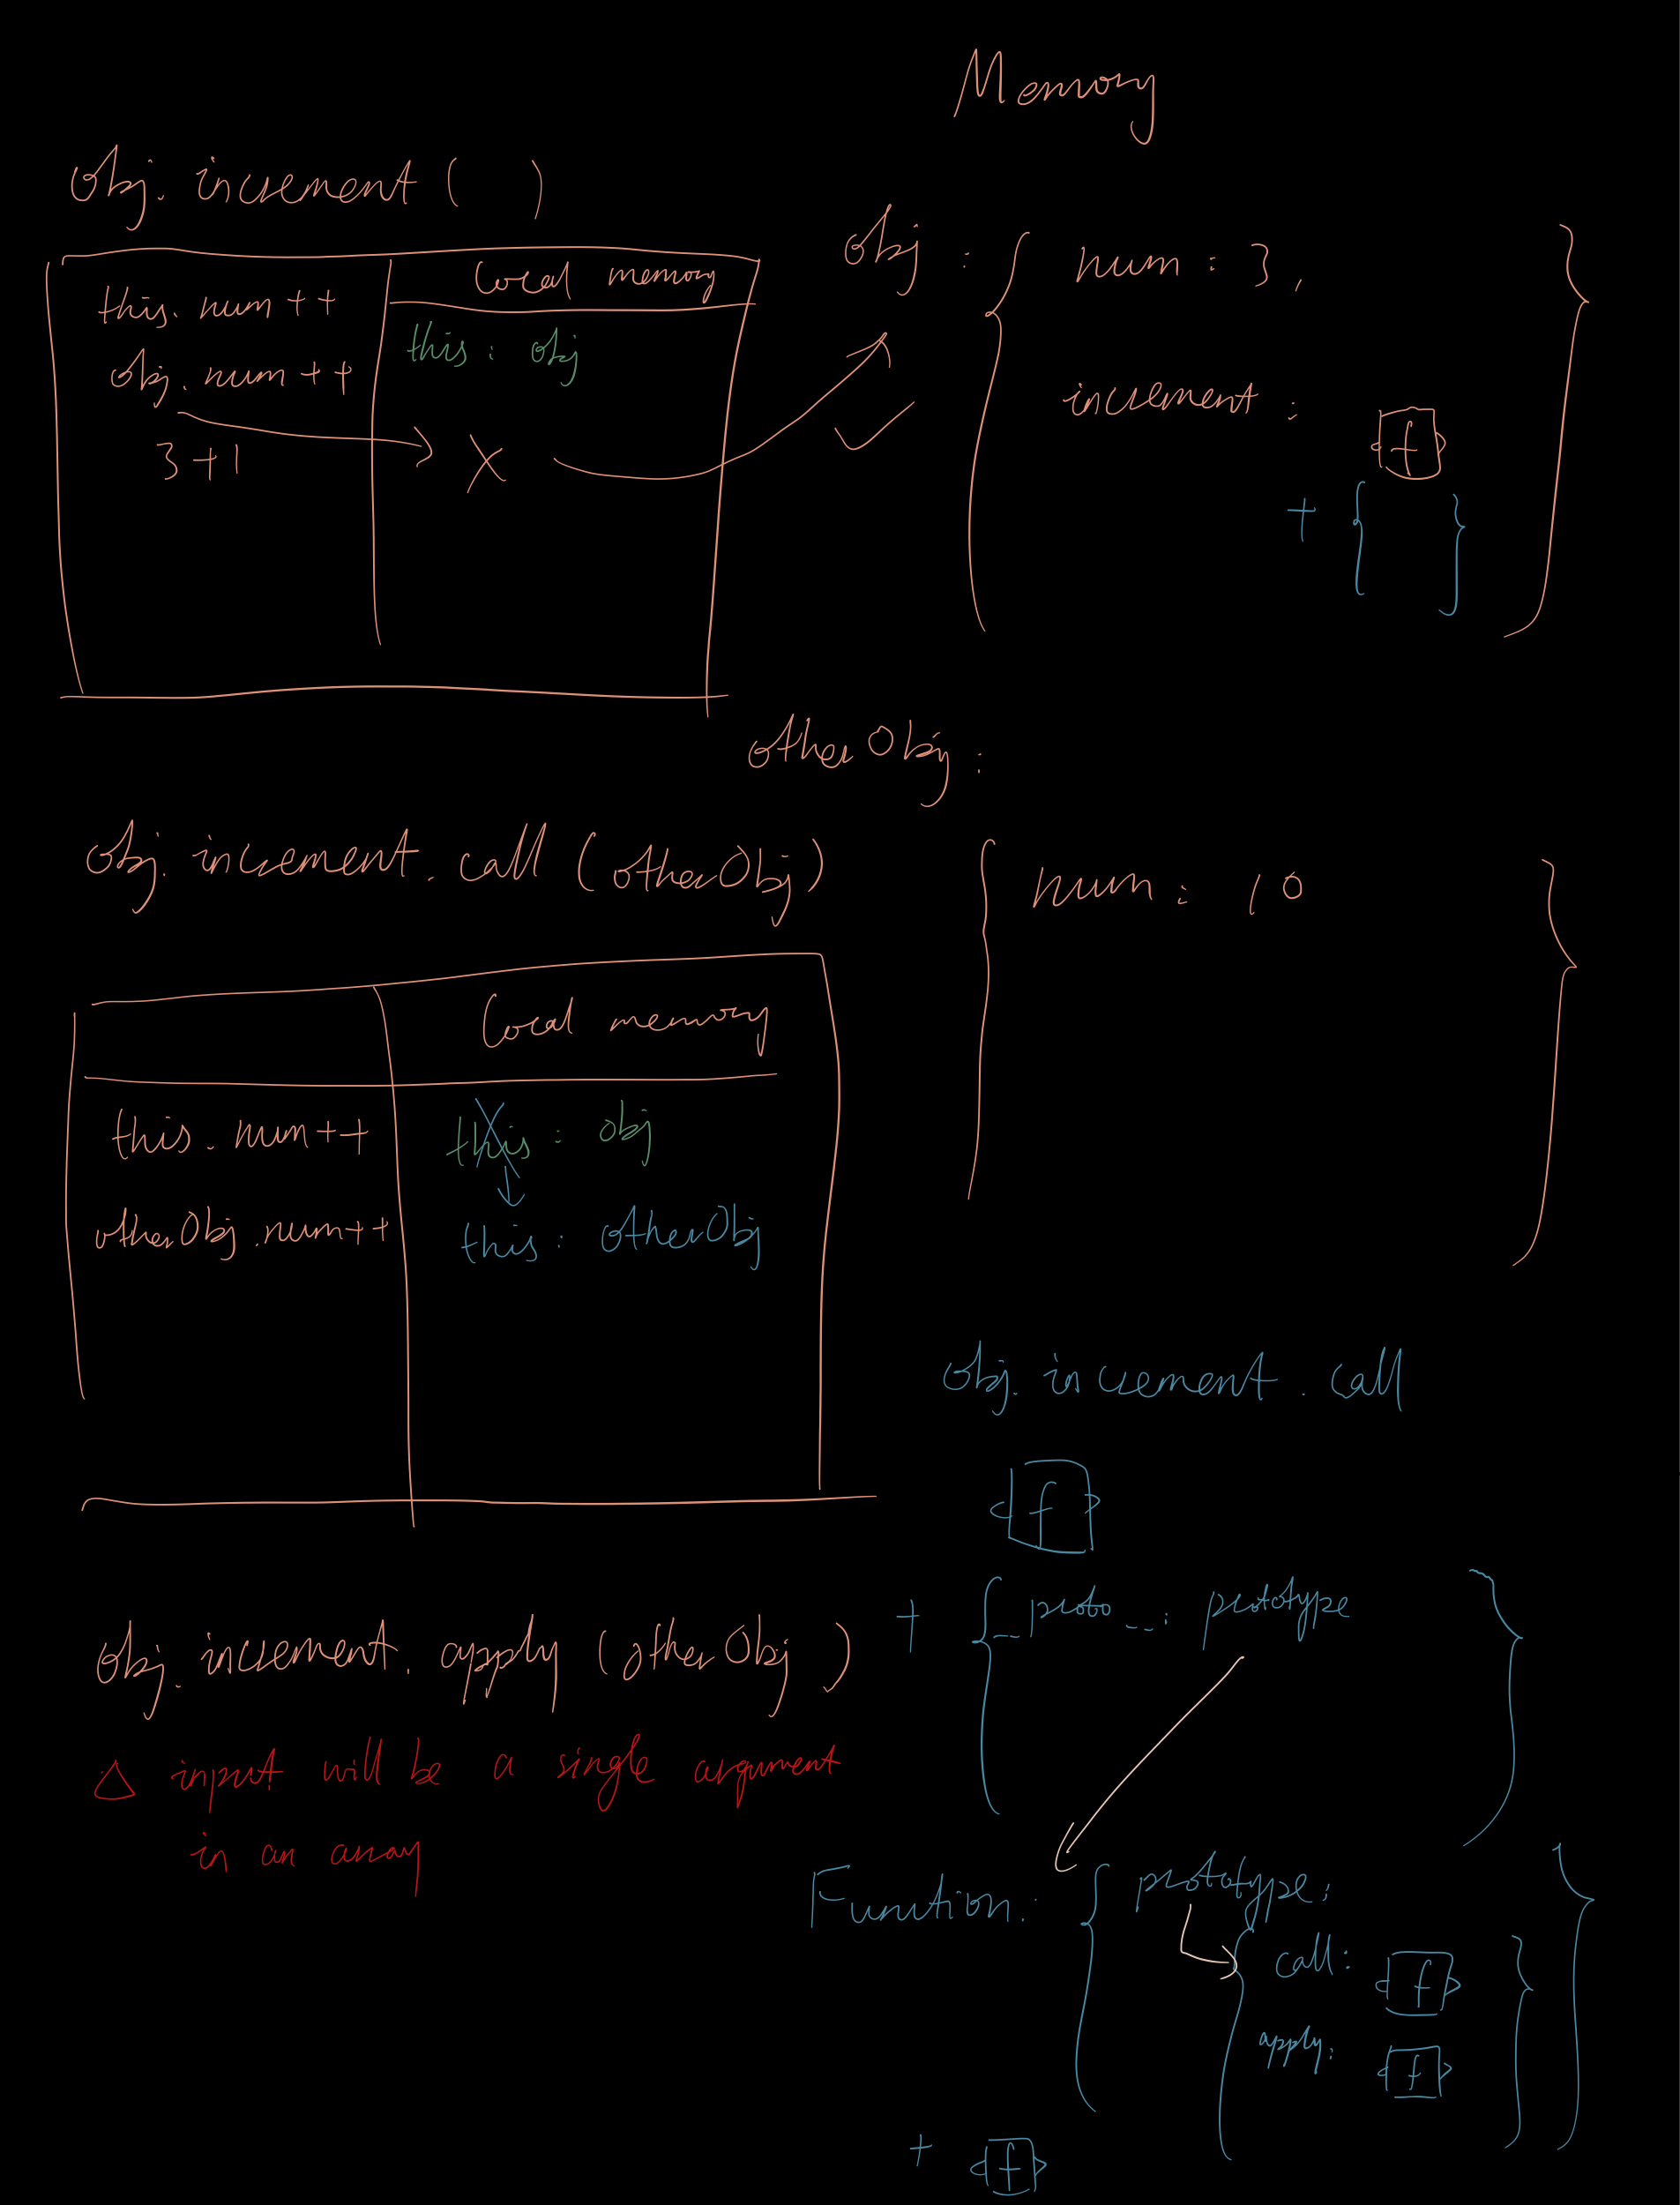 Memory
obj.increment( )
this.num++
obj.num++
3+1
Local memory
this: obj
X
obj: { num: 3,
increment: f
+ { }
}
otherObj:
{ num: 10 }
obj.increment.call(otherObj)
Local memory
this.num++
this: obj
otherObj.num++
this: otherObj
obj.increment.call
f
+ { __proto__: prototype }
obj.increment.apply(otherObj)
△ input will be a single argument
in an array
Function: { prototype:
{ call: f
apply: f } }
+ f